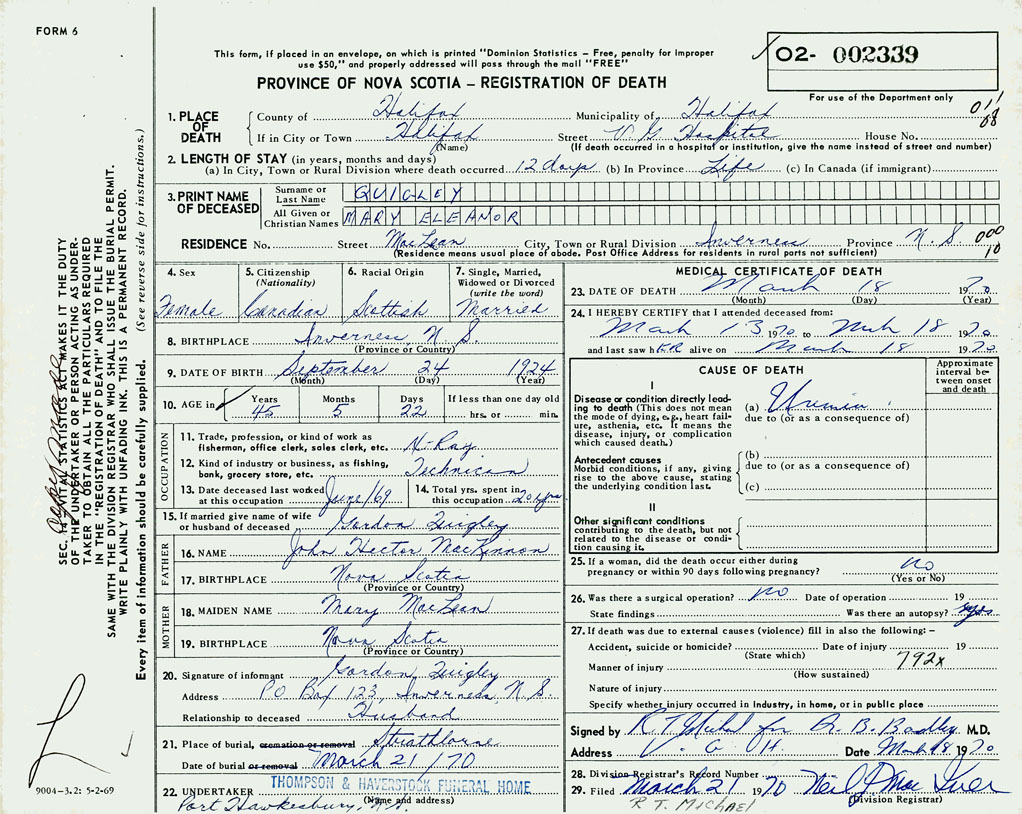 FORM 6
This form, if placed in an envelope, on which is printed "Dominion Statistics – Free, penalty for improper
use $50," and properly addressed will pass through the mail "FREE"
O2- 002339
PROVINCE OF NOVA SCOTIA – REGISTRATION OF DEATH
For use of the Department only
1. PLACE OF DEATH
County of Halifax Municipality of Halifax 011
If in City or Town Halifax Street V G Hospital House No. 08
(Name) (If death occurred in a hospital or institution, give the name instead of street and number)
2. LENGTH OF STAY (in years, months and days)
(a) In City, Town or Rural Division where death occurred 12 days (b) In Province Life (c) In Canada (if immigrant)
3. PRINT NAME OF DECEASED
Surname or Last Name QUIGLEY
All Given or Christian Names MARY ELEANOR
RESIDENCE No. Street MacLean City, Town or Rural Division Inverness Province N. S. 000
(Residence means usual place of abode. Post Office Address for residents in rural parts not sufficient) 10
4. Sex
Female
5. Citizenship
(Nationality)
Canadian
6. Racial Origin
Scottish
7. Single, Married,
Widowed or Divorced
(write the word)
Married
8. BIRTHPLACE Inverness, N. S.
(Province or Country)
9. DATE OF BIRTH September 24 1924
(Month) (Day) (Year)
10. AGE in Years Months Days If less than one day old
45 5 22 hrs. or min.
OCCUPATION
11. Trade, profession, or kind of work as
fisherman, office clerk, sales clerk, etc. X-Ray
12. Kind of industry or business, as fishing,
bank, grocery store, etc. Technician
13. Date deceased last worked
at this occupation June/69
14. Total yrs. spent in
this occupation 20 yrs
15. If married give name of wife
or husband of deceased Gordon Quigley
FATHER
16. NAME John Hector MacKinnon
17. BIRTHPLACE Nova Scotia
(Province or Country)
MOTHER
18. MAIDEN NAME Mary MacLean
19. BIRTHPLACE Nova Scotia
(Province or Country)
20. Signature of informant Gordon Quigley
Address P O Box 123, Inverness, N. S.
Relationship to deceased Husband
21. Place of burial, cremation or removal Strathlorne
Date of burial or removal March 21/70
THOMPSON & HAVERSTOCK FUNERAL HOME
22. UNDERTAKER
(Name and address)
Port Hawkesbury, N.S.
MEDICAL CERTIFICATE OF DEATH
23. DATE OF DEATH March 18 1970
(Month) (Day) (Year)
24. I HEREBY CERTIFY that I attended deceased from:
March 13 1970 to Mch 18 1970
and last saw hER alive on March 18 1970
CAUSE OF DEATH
Approximate
interval be-
tween onset
and death
I
Disease or condition directly lead-
ing to death (This does not mean
the mode of dying, e.g., heart fail-
ure, asthenia, etc. It means the
disease, injury, or complication
which caused death.)
(a) Uremia
due to (or as a consequence of)
Antecedent causes
Morbid conditions, if any, giving
rise to the above cause, stating
the underlying condition last.
(b)
due to (or as a consequence of)
(c)
II
Other significant conditions
contributing to the death, but not
related to the disease or condi-
tion causing it.
25. If a woman, did the death occur either during
pregnancy or within 90 days following pregnancy? no
(Yes or No)
26. Was there a surgical operation? no Date of operation 19
State findings Was there an autopsy? yes
27. If death was due to external causes (violence) fill in also the following: –
Accident, suicide or homicide? Date of injury 19
(State which) 792x
Manner of injury
(How sustained)
Nature of injury
Specify whether injury occurred in industry, in home, or in public place
Signed by R T Michael for B. B. M.D.
Address V. G H. Date March 18 1970
28. Division Registrar's Record Number
29. Filed March 21 1970 Neil
(Division Registrar)
R T. MICHAEL
SEC. 14 VITAL STATISTICS ACT MAKES IT THE DUTY
OF THE UNDERTAKER OR PERSON ACTING AS UNDER-
TAKER TO OBTAIN ALL THE PARTICULARS REQUIRED
IN THE "REGISTRATION OF DEATH" AND TO FILE THE
SAME WITH THE DIVISION REGISTRAR WHO SHALL ISSUE THE BURIAL PERMIT.
WRITE PLAINLY WITH UNFADING INK. THIS IS A PERMANENT RECORD.
Every item of information should be carefully supplied. (See reverse side for instructions.)
9004-3.2: 5-2-69